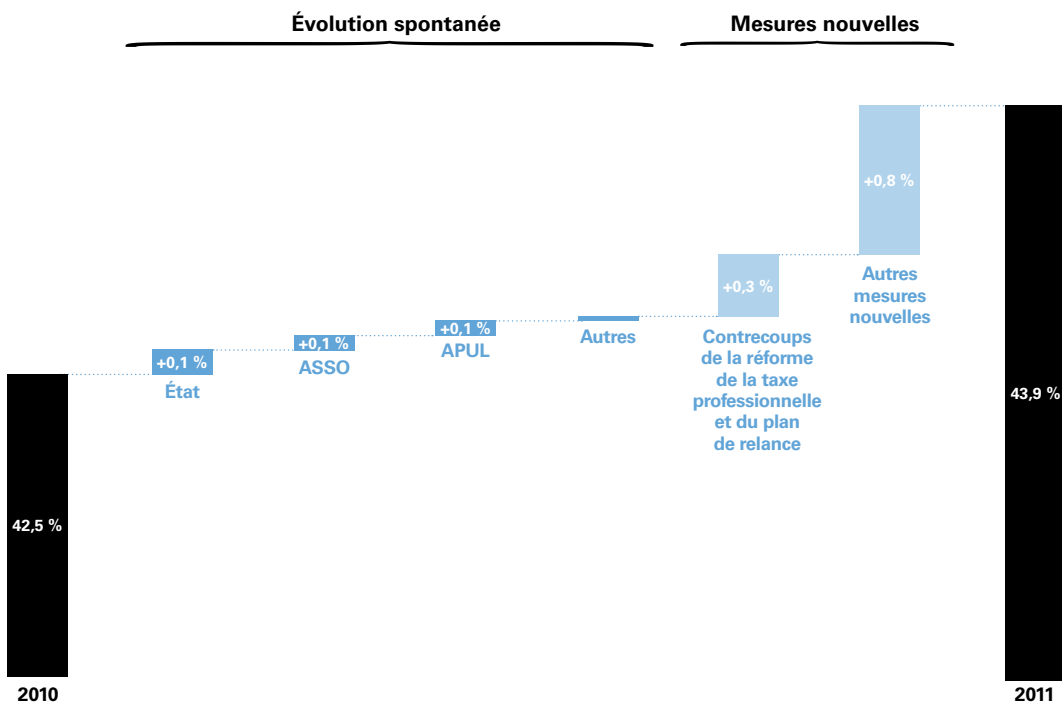 Évolution spontanée
Mesures nouvelles
42,5 %
2010
+0,1 %
État
+0,1 %
ASSO
+0,1 %
APUL
Autres
+0,3 %
Contrecoups
de la réforme
de la taxe
professionnelle
et du plan
de relance
+0,8 %
Autres
mesures
nouvelles
43,9 %
2011